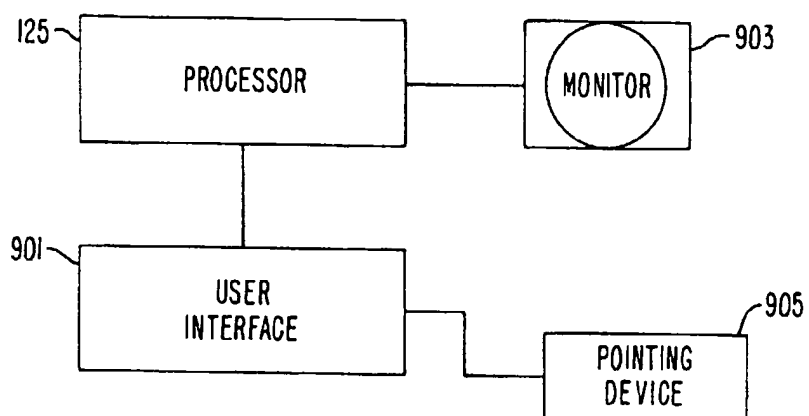 125
PROCESSOR
MONITOR
903
901
USER
INTERFACE
905
POINTING
DEVICE